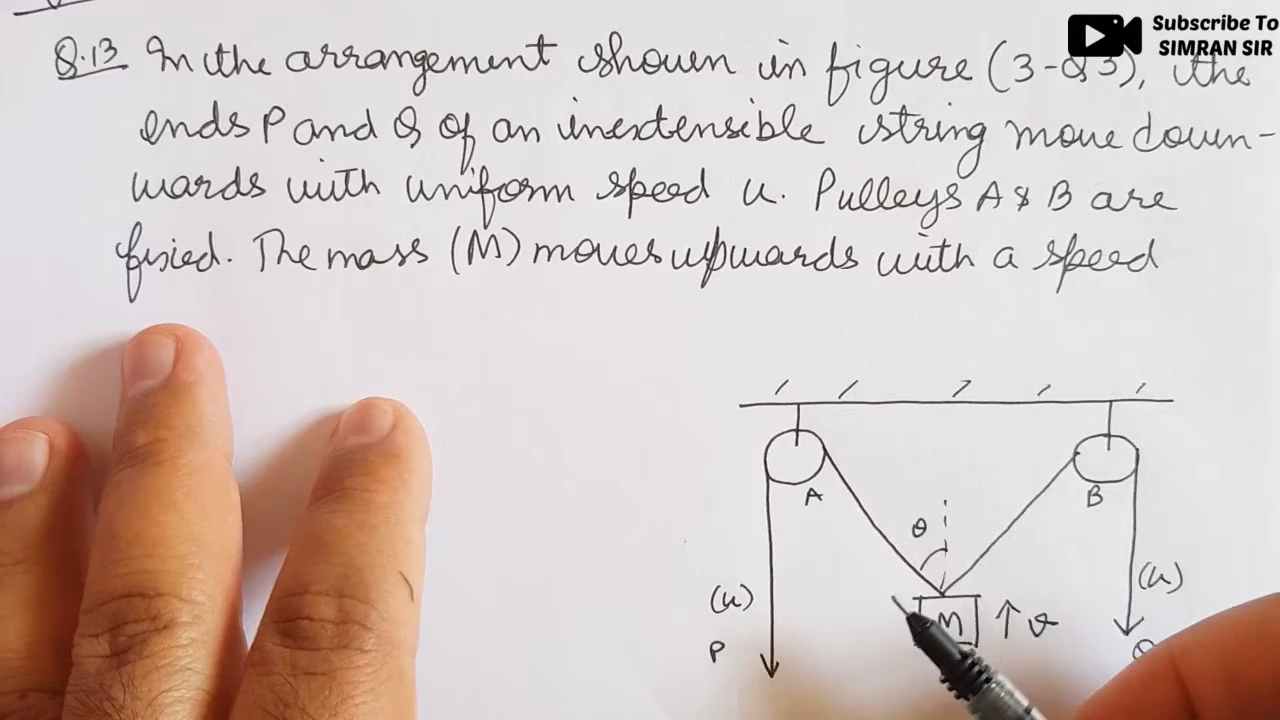 Subscribe To
SIMRAN SIR
Q.13 In the arrangement shown in figure (3-Q3), the
ends P and Q of an inextensible string move down-
wards with uniform speed u. Pulleys A & B are
fixed. The mass (M) moves upwards with a speed
A
B
θ
(u)
(u)
M
↑ v
P
Q